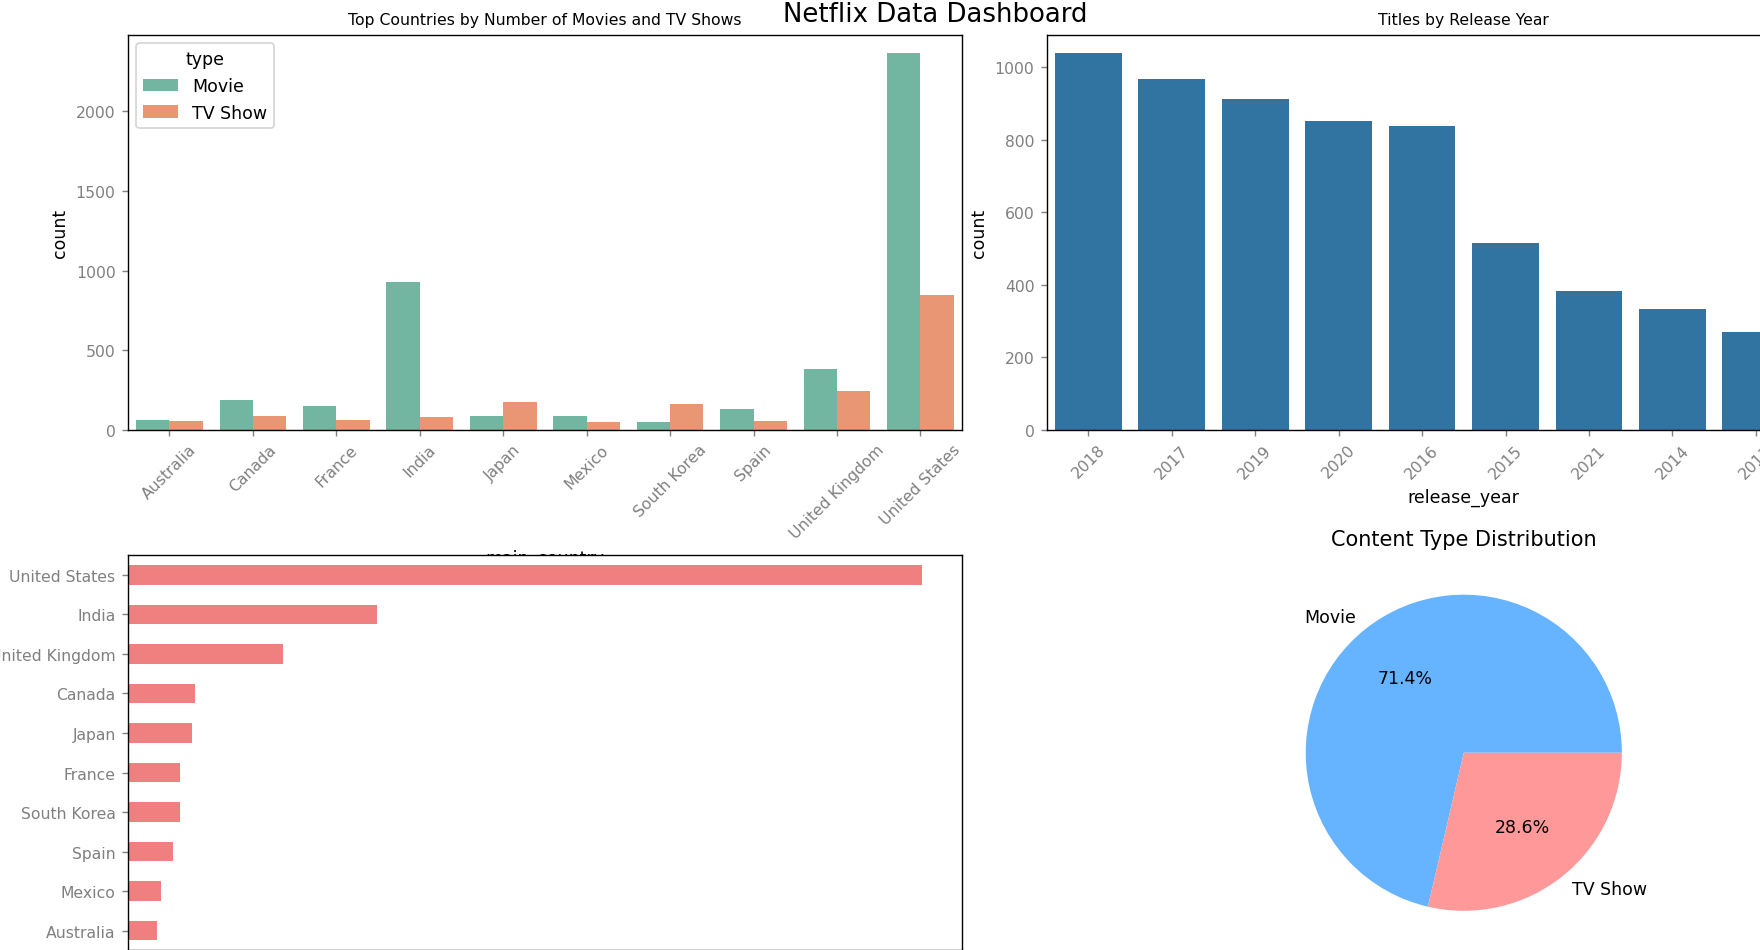 Netflix Data Dashboard
Top Countries by Number of Movies and TV Shows
type
Movie
TV Show
count
2000
1500
1000
500
0
Australia
Canada
France
India
Japan
Mexico
South Korea
Spain
United Kingdom
United States
Titles by Release Year
count
1000
800
600
400
200
0
2018
2017
2019
2020
2016
2015
2021
2014
release_year
United States
India
nited Kingdom
Canada
Japan
France
South Korea
Spain
Mexico
Australia
Content Type Distribution
Movie
71.4%
28.6%
TV Show